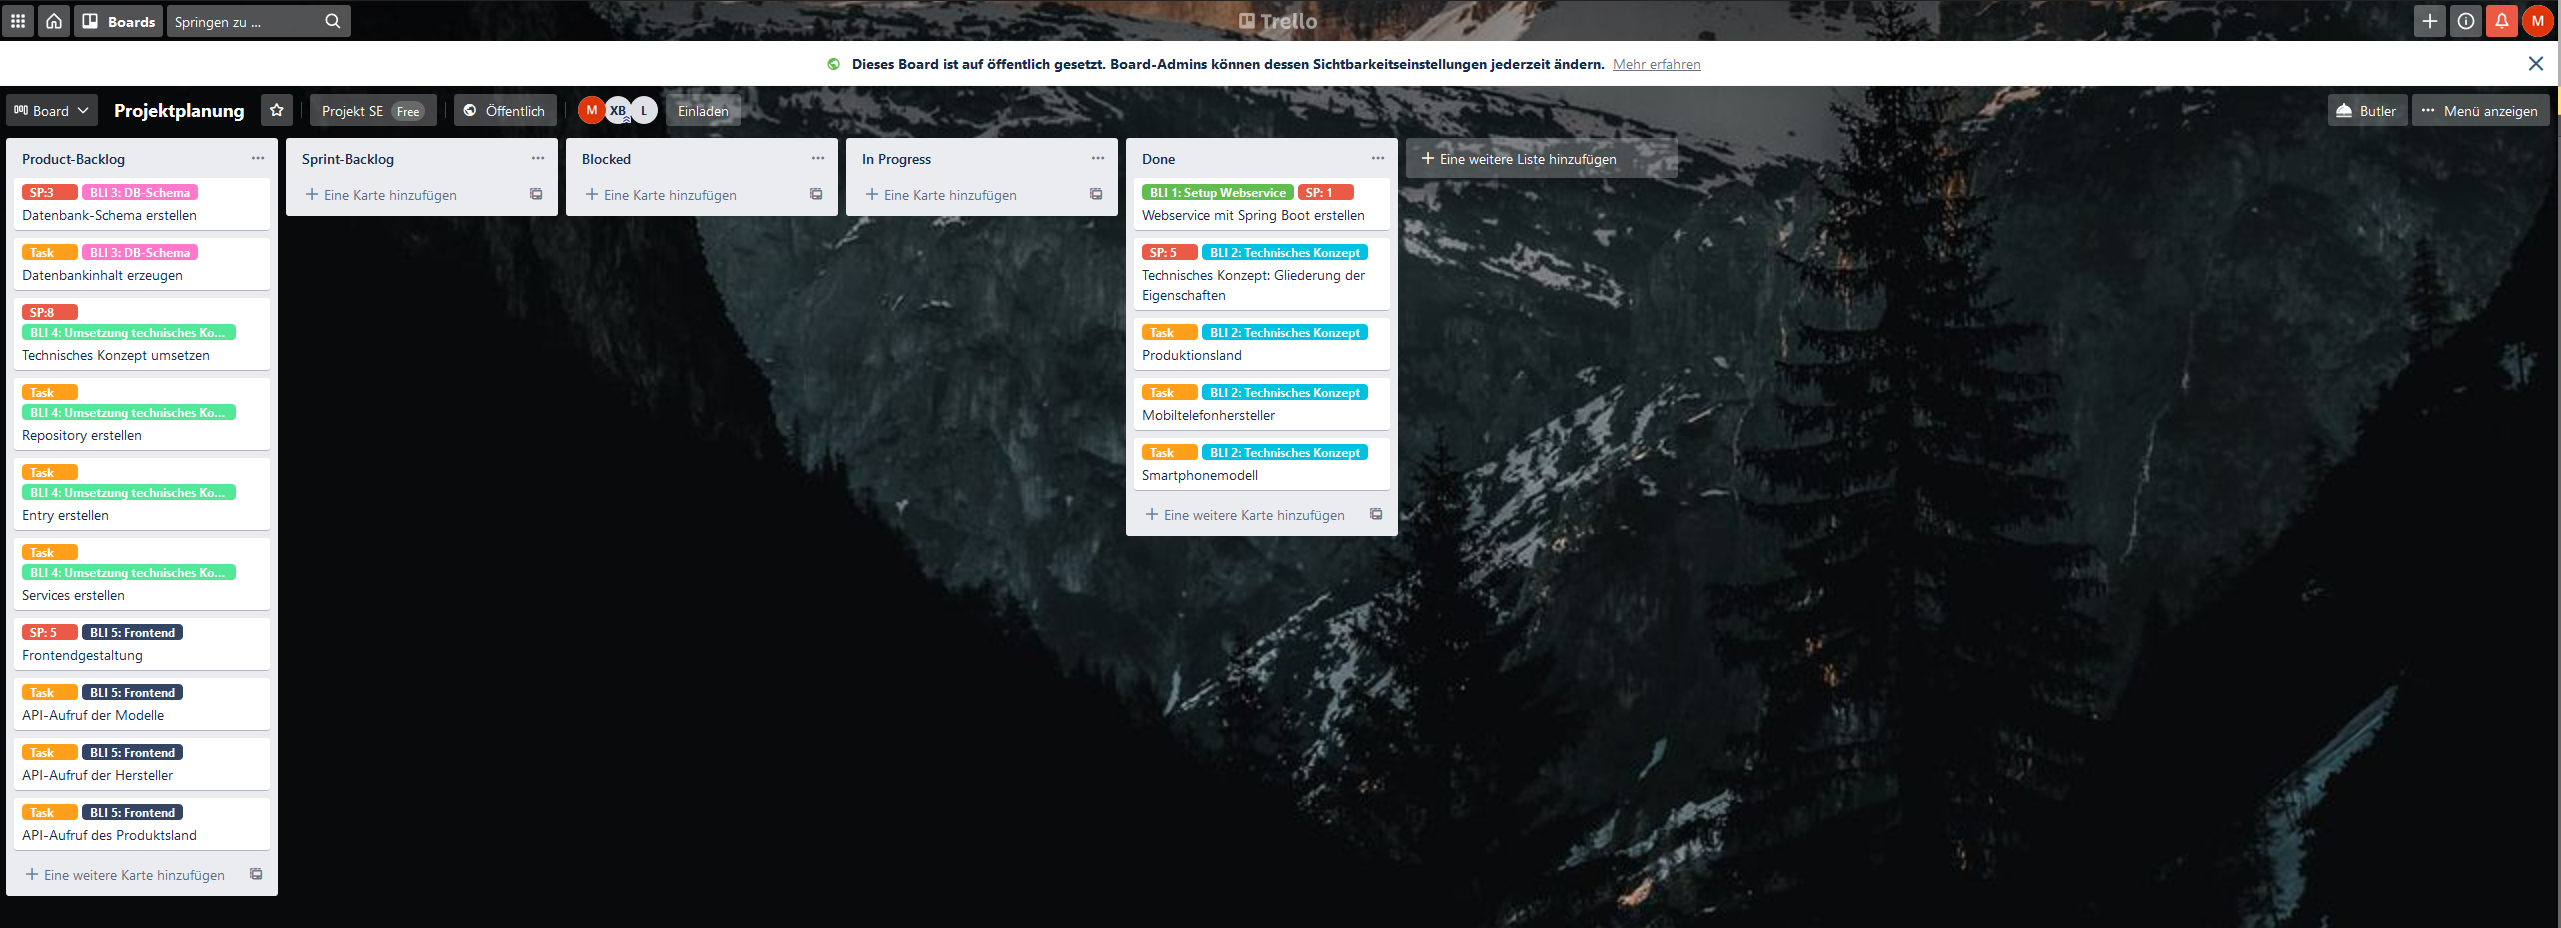 Boards
Springen zu ...
Trello
M
Dieses Board ist auf öffentlich gesetzt. Board-Admins können dessen Sichtbarkeitseinstellungen jederzeit ändern. Mehr erfahren
Board
Projektplanung
Projekt SE Free
Öffentlich
M XB L
Einladen
Butler
Menü anzeigen
Product-Backlog
SP:3 BLI 3: DB-Schema
Datenbank-Schema erstellen
Task BLI 3: DB-Schema
Datenbankinhalt erzeugen
SP:8
BLI 4: Umsetzung technisches Ko...
Technisches Konzept umsetzen
Task
BLI 4: Umsetzung technisches Ko...
Repository erstellen
Task
BLI 4: Umsetzung technisches Ko...
Entry erstellen
Task
BLI 4: Umsetzung technisches Ko...
Services erstellen
SP: 5 BLI 5: Frontend
Frontendgestaltung
Task BLI 5: Frontend
API-Aufruf der Modelle
Task BLI 5: Frontend
API-Aufruf der Hersteller
Task BLI 5: Frontend
API-Aufruf des Produktsland
+ Eine weitere Karte hinzufügen
Sprint-Backlog
+ Eine Karte hinzufügen
Blocked
+ Eine Karte hinzufügen
In Progress
+ Eine Karte hinzufügen
Done
BLI 1: Setup Webservice SP: 1
Webservice mit Spring Boot erstellen
SP: 5 BLI 2: Technisches Konzept
Technisches Konzept: Gliederung der
Eigenschaften
Task BLI 2: Technisches Konzept
Produktionsland
Task BLI 2: Technisches Konzept
Mobiltelefonhersteller
Task BLI 2: Technisches Konzept
Smartphonemodell
+ Eine weitere Karte hinzufügen
+ Eine weitere Liste hinzufügen